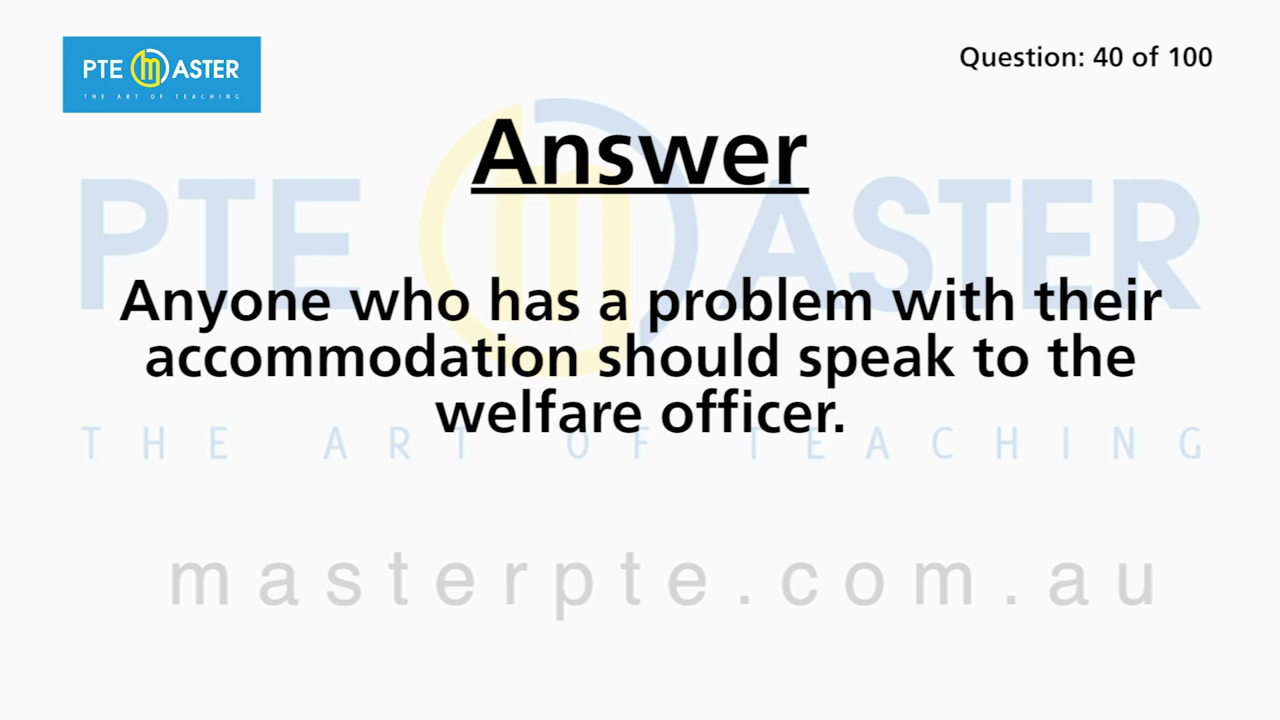 PTE MASTER
THE ART OF TEACHING
Question: 40 of 100
Answer
PTE MASTER
Anyone who has a problem with their
accommodation should speak to the
welfare officer.
THE ART OF TEACHING
masterpte.com.au